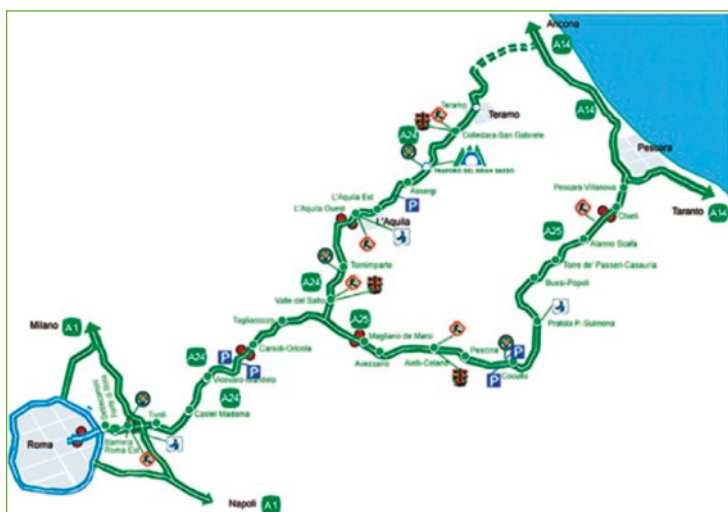 Ancona
A14
A14
Teramo
Teramo
A24
Colledara-San Gabriele
Pescara
TRAFORO DEL GRAN SASSO
Assergi
Pescara Villanova
L'Aquila Est
P
Taranto
A14
L'Aquila Ovest
L'Aquila
Chieti
A25
Alanno Scafa
Tornimparte
Torre de' Passeri-Casauria
A24
Bussi-Popoli
Valle del Salto
Tagliacozzo
A25
Pratola P.-Sulmona
Milano
A1
Magliano de Marsi
Carsoli-Oricola
Avezzano
Aielli-Celano
Pescina
A24
P
P
P
P
Cocullo
Vicovaro-Mandela
A24
Castel Madama
Tivoli
Roma
Barriera
Roma Est
Napoli
A1